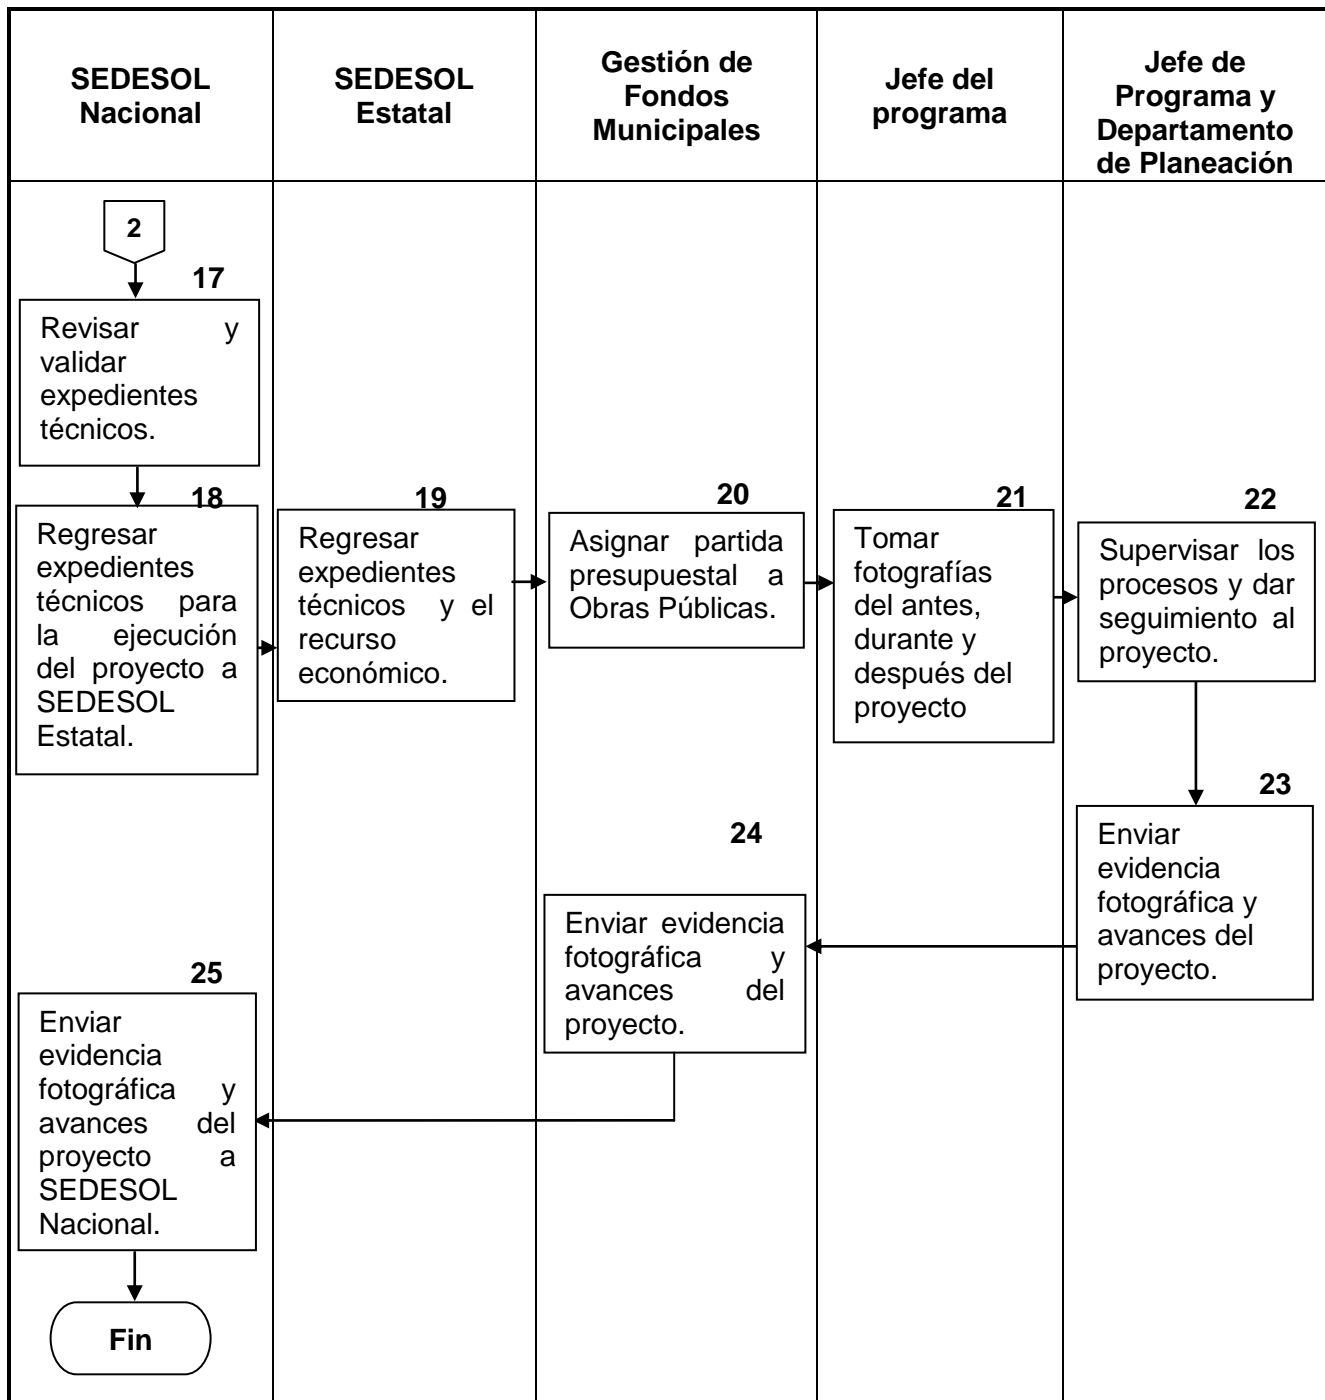 SEDESOL
Nacional
SEDESOL
Estatal
Gestión de
Fondos
Municipales
Jefe del
programa
Jefe de
Programa y
Departamento
de Planeación
2
17
Revisar y
validar
expedientes
técnicos.
18
Regresar
expedientes
técnicos para
la ejecución
del proyecto a
SEDESOL
Estatal.
19
Regresar
expedientes
técnicos y el
recurso
económico.
20
Asignar partida
presupuestal a
Obras Públicas.
21
Tomar
fotografías
del antes,
durante y
después del
proyecto
22
Supervisar los
procesos y dar
seguimiento al
proyecto.
23
Enviar
evidencia
fotográfica y
avances del
proyecto.
24
Enviar evidencia
fotográfica y
avances del
proyecto.
25
Enviar
evidencia
fotográfica y
avances del
proyecto a
SEDESOL
Nacional.
Fin